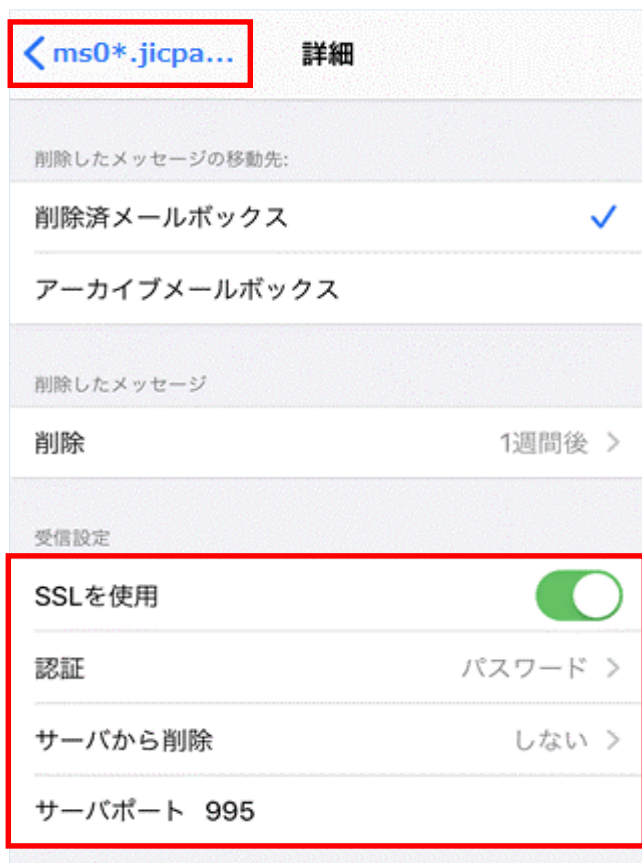 ms0*.jicpa... 詳細
削除したメッセージの移動先:
削除済メールボックス
アーカイブメールボックス
削除したメッセージ
削除 1週間後
受信設定
SSLを使用
認証 パスワード
サーバから削除 しない
サーバポート 995